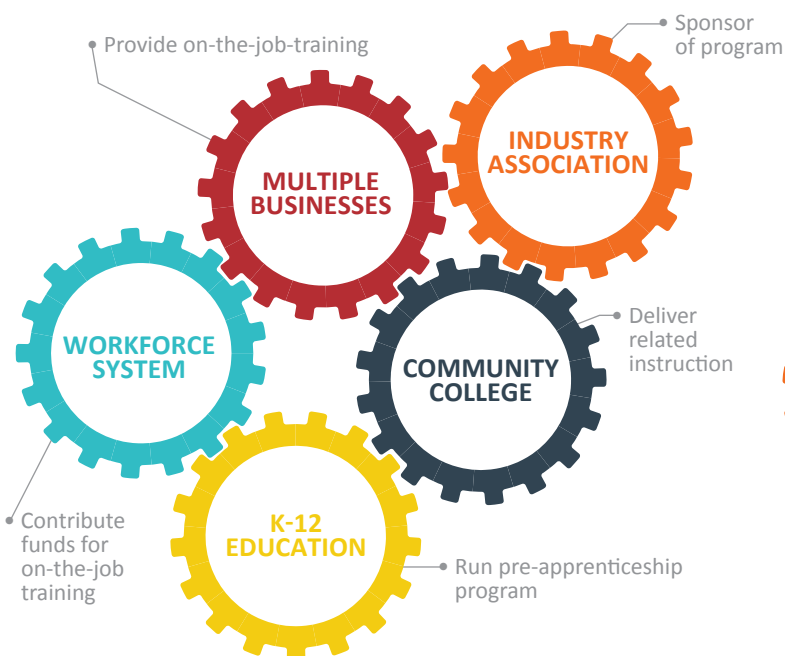 Sponsor
of program
Provide on-the-job-training
INDUSTRY
ASSOCIATION
MULTIPLE
BUSINESSES
Deliver
related
instruction
WORKFORCE
SYSTEM
COMMUNITY
COLLEGE
Contribute
funds for
on-the-job
training
K-12
EDUCATION
Run pre-apprenticeship
program